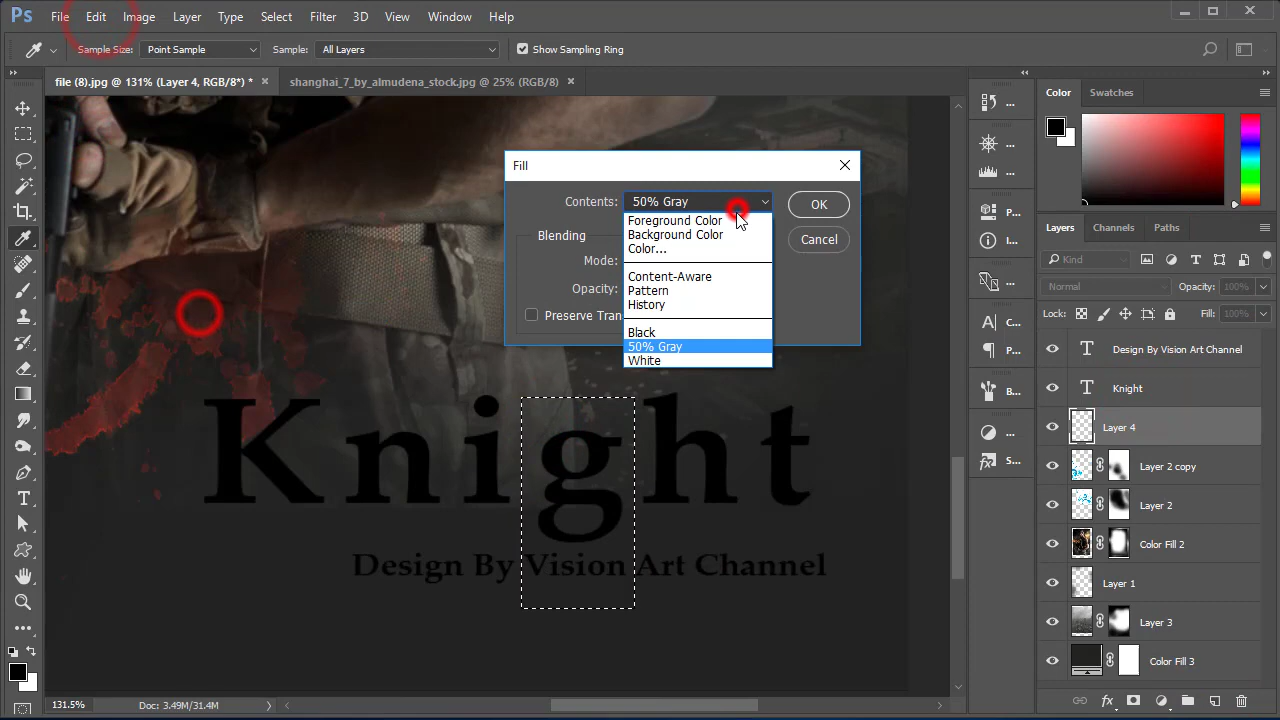 Ps File Edit Image Layer Type Select Filter 3D View Window Help
Sample Size: Point Sample Sample: All Layers Show Sampling Ring
file (8).jpg @ 131% (Layer 4, RGB/8*) * shanghai_7_by_almudena_stock.jpg @ 25% (RGB/8)
Fill
Contents: 50% Gray
Foreground Color
Background Color
Color...
Content-Aware
Pattern
History
Black
50% Gray
White
OK
Cancel
Blending
Mode:
Opacity:
Preserve Tran
Knight
Design By Vision Art Channel
131.5% Doc: 3.49M/31.4M
...
...
...
P...
I...
...
C...
P...
B...
...
S...
Color Swatches
Layers Channels Paths
Kind
Normal Opacity: 100%
Lock: Fill: 100%
Design By Vision Art Channel
Knight
Layer 4
Layer 2 copy
Layer 2
Color Fill 2
Layer 1
Layer 3
Color Fill 3
fx